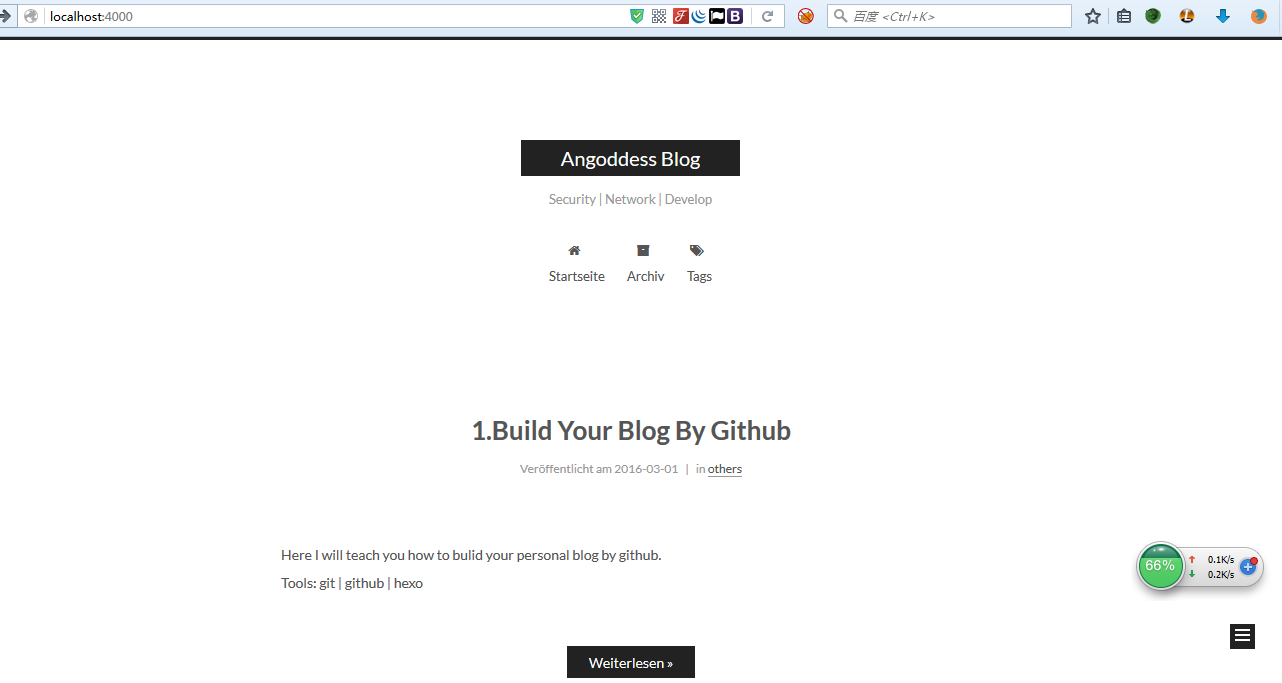 localhost:4000
百度 <Ctrl+K>
Angoddess Blog
Security | Network | Develop
Startseite Archiv Tags
1.Build Your Blog By Github
Veröffentlicht am 2016-03-01 | in others
Here I will teach you how to bulid your personal blog by github.
Tools: git | github | hexo
66%
0.1K/s
0.2K/s
Weiterlesen »